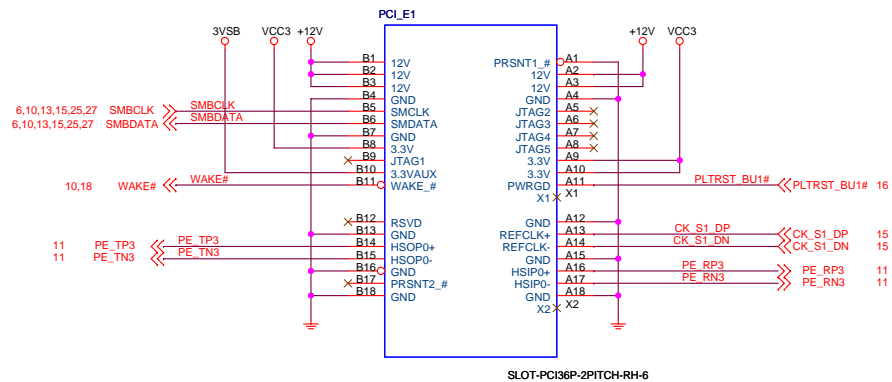 PCI_E1
3VSB VCC3 +12V +12V VCC3
B1 12V PRSNT1_# A1
B2 12V 12V A2
B3 12V 12V A3
B4 GND GND A4
6,10,13,15,25,27 SMBCLK SMBCLK B5 SMCLK JTAG2 A5
6,10,13,15,25,27 SMBDATA SMBDATA B6 SMDATA JTAG3 A6
B7 GND JTAG4 A7
B8 3.3V JTAG5 A8
B9 JTAG1 3.3V A9
B10 3.3VAUX 3.3V A10
10,18 WAKE# WAKE# B11 WAKE_# PWRGD A11 PLTRST_BU1# PLTRST_BU1# 16
X1 X1
B12 RSVD GND A12
B13 GND REFCLK+ A13 CK_S1_DP CK_S1_DP 15
11 PE_TP3 PE_TP3 B14 HSOP0+ REFCLK- A14 CK_S1_DN CK_S1_DN 15
11 PE_TN3 PE_TN3 B15 HSOP0- GND A15
B16 GND HSIP0+ A16 PE_RP3 PE_RP3 11
B17 PRSNT2_# HSIP0- A17 PE_RN3 PE_RN3 11
B18 GND GND A18
X2 X2
SLOT-PCI36P-2PITCH-RH-6